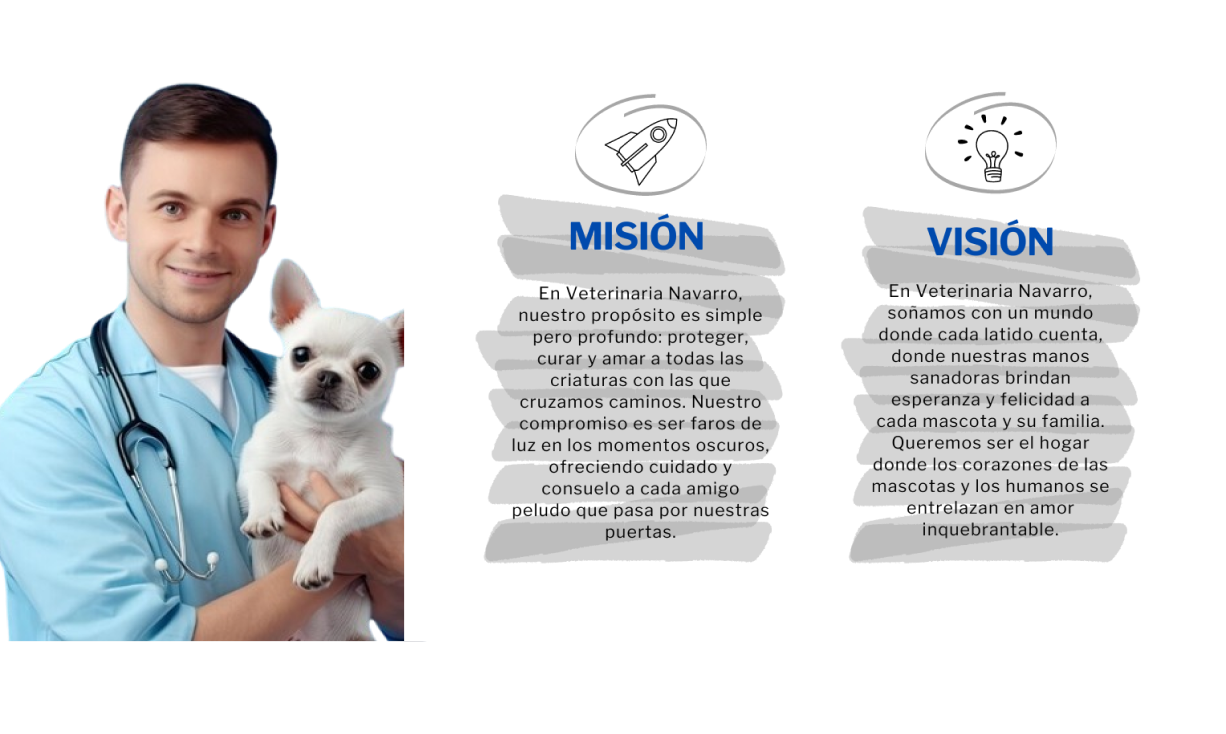 MISIÓN
En Veterinaria Navarro,
nuestro propósito es simple
pero profundo: proteger,
curar y amar a todas las
criaturas con las que
cruzamos caminos. Nuestro
compromiso es ser faros de
luz en los momentos oscuros,
ofreciendo cuidado y
consuelo a cada amigo
peludo que pasa por nuestras
puertas.
VISIÓN
En Veterinaria Navarro,
soñamos con un mundo
donde cada latido cuenta,
donde nuestras manos
sanadoras brindan
esperanza y felicidad a
cada mascota y su familia.
Queremos ser el hogar
donde los corazones de las
mascotas y los humanos se
entrelazan en amor
inquebrantable.